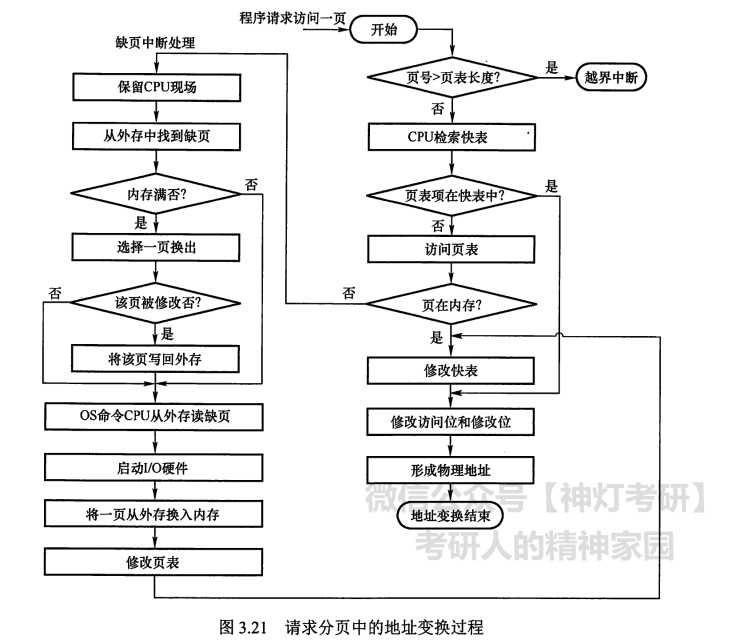 程序请求访问一页
开始
缺页中断处理
页号>页表长度？
是
越界中断
保留CPU现场
否
从外存中找到缺页
CPU检索快表
内存满否？
否
页表项在快表中？
是
是
否
选择一页换出
访问页表
否
该页被修改否？
否
页在内存？
是
是
将该页写回外存
修改快表
OS命令CPU从外存读缺页
修改访问位和修改位
启动I/O硬件
形成物理地址
微信公众号【神灯考研】
将一页从外存换入内存
地址变换结束
考研人的精神家园
修改页表
图 3.21 请求分页中的地址变换过程